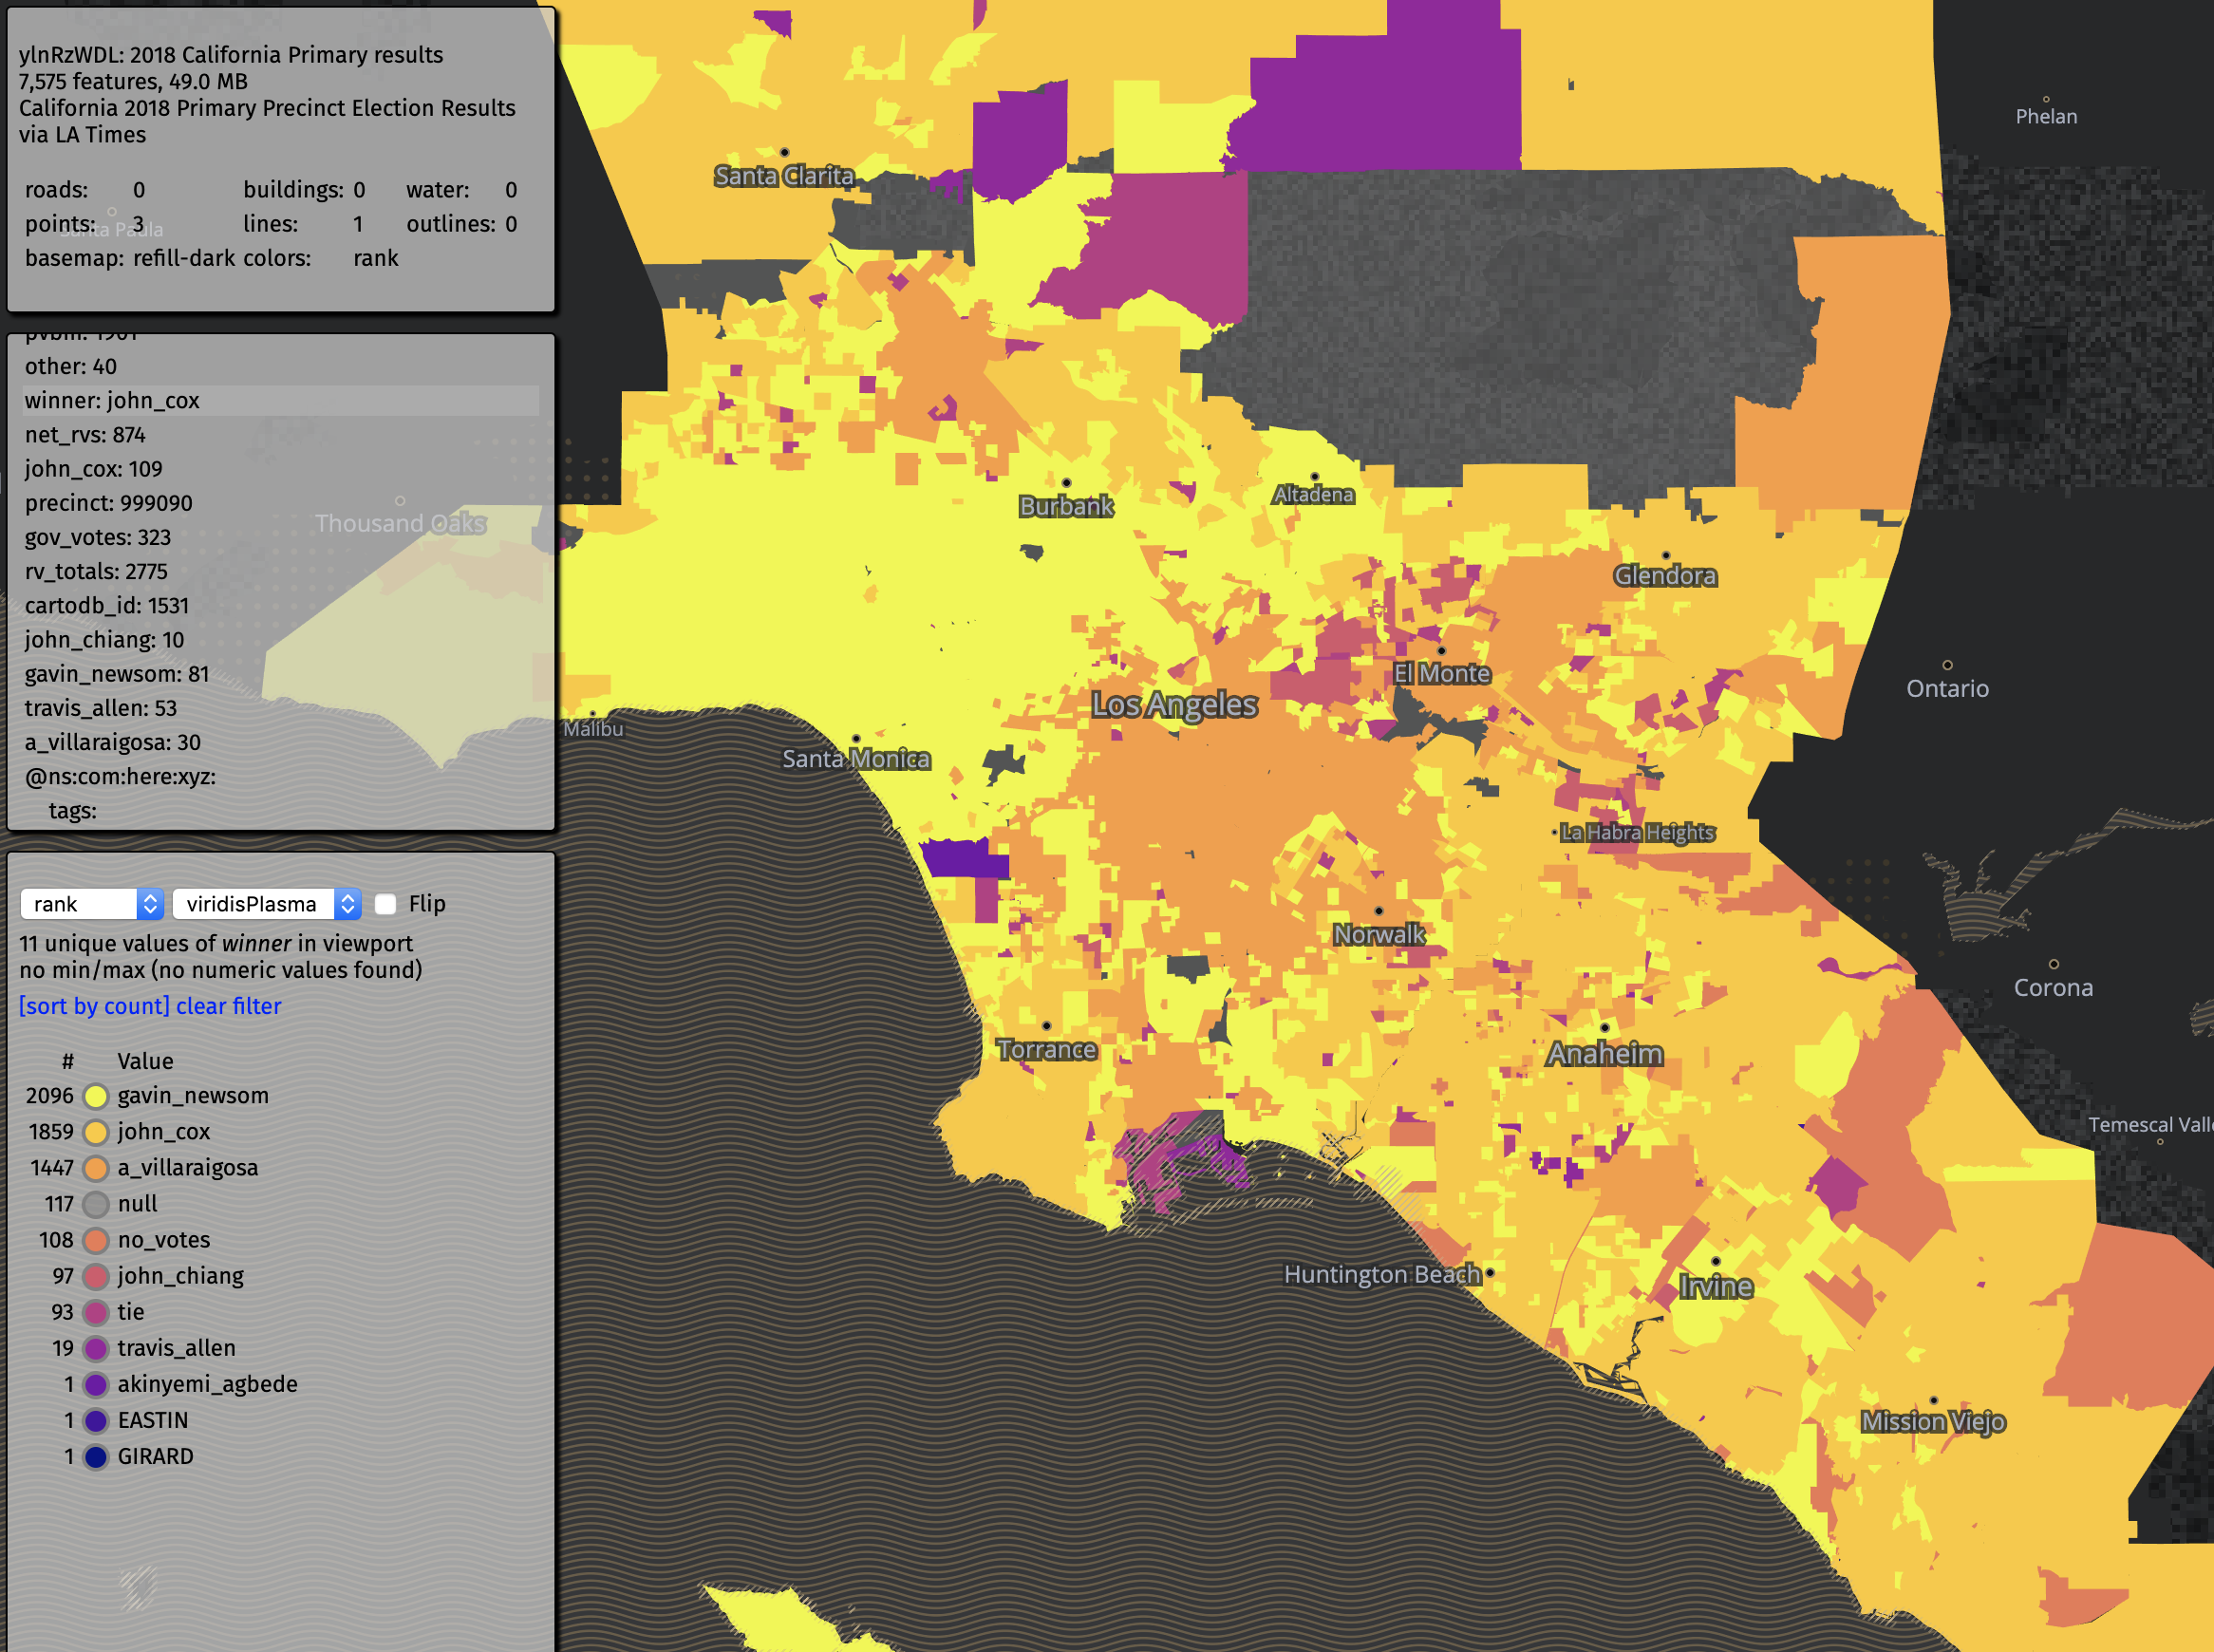 ylnRzWDL: 2018 California Primary results
7,575 features, 49.0 MB
California 2018 Primary Precinct Election Results
via LA Times
roads: 0 buildings: 0 water: 0
points: 3 lines: 1 outlines: 0
Santa Paula
basemap: refill-dark colors: rank
pvbm: 1961
other: 40
winner: john_cox
net_rvs: 874
john_cox: 109
precinct: 999090
gov_votes: 323
rv_totals: 2775
cartodb_id: 1531
john_chiang: 10
gavin_newsom: 81
travis_allen: 53
a_villaraigosa: 30
@ns:com:here:xyz:
tags:
rank viridisPlasma Flip
11 unique values of winner in viewport
no min/max (no numeric values found)
[sort by count] clear filter
# Value
2096 gavin_newsom
1859 john_cox
1447 a_villaraigosa
117 null
108 no_votes
97 john_chiang
93 tie
19 travis_allen
1 akinyemi_agbede
1 EASTIN
1 GIRARD
Phelan
Santa Clarita
Thousand Oaks
Burbank
Altadena
Glendora
El Monte
Los Angeles
Ontario
Malibu
Santa Monica
La Habra Heights
Norwalk
Corona
Torrance
Anaheim
Temescal Vall
Huntington Beach
Irvine
Mission Viejo